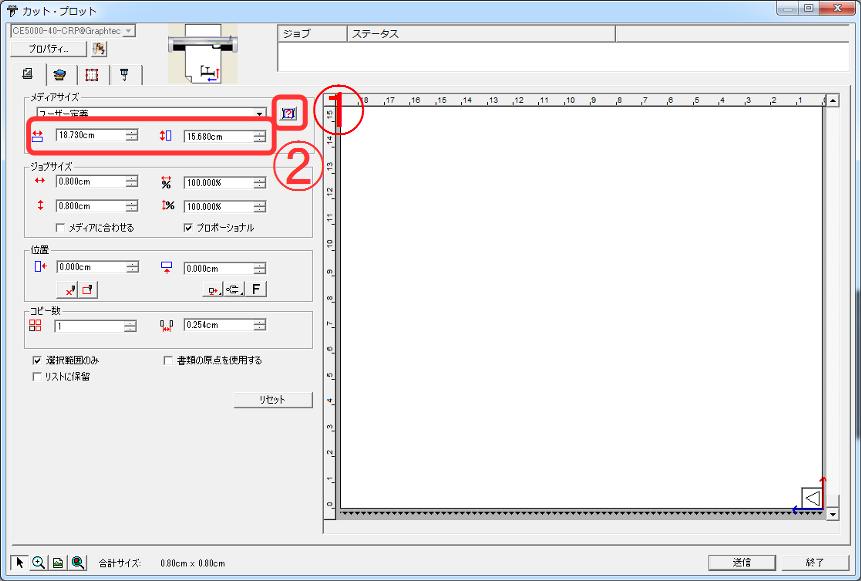 カット・プロット
CE5000-40-CRP@Graphtec
ジョブ ステータス
プロパティ...
メディアサイズ
ユーザー定義
①
18.730cm 15.680cm
②
ジョブサイズ
0.800cm % 100.000%
0.800cm % 100.000%
メディアに合わせる プロポーショナル
位置
0.000cm 0.000cm
F
コピー数
1 0.254cm
選択範囲のみ 書類の原点を使用する
リストに保留
リセット
18 17 16 15 14 13 12 11 10 9 8 7 6 5 4 3 2 1 0
15
14
13
12
11
10
9
8
7
6
5
4
3
2
1
0
合計サイズ: 0.80cm x 0.80cm
送信 終了